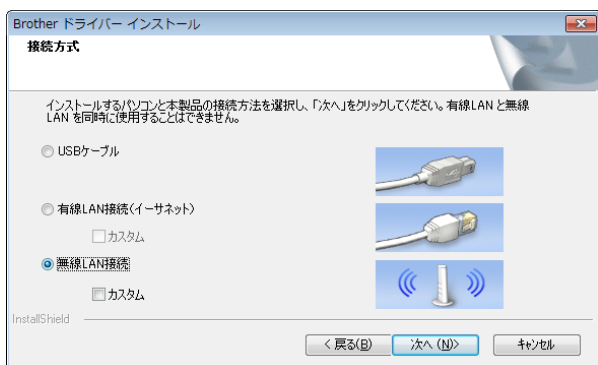 Brother ドライバー インストール
接続方式
インストールするパソコンと本製品の接続方法を選択し、「次へ」をクリックしてください。有線LAN と無線
LAN を同時に使用することはできません。
USBケーブル
有線LAN接続(イーサネット)
カスタム
無線LAN接続
カスタム
InstallShield
< 戻る(B) 次へ (N)> キャンセル